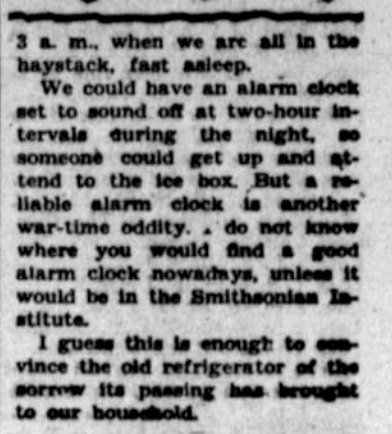 3 a. m., when we are all in the
haystack, fast asleep.
We could have an alarm clock
set to sound off at two-hour in-
tervals during the night, so
someone could get up and at-
tend to the ice box. But a re-
liable alarm clock is another
war-time oddity. . do not know
where you would find a good
alarm clock nowadays, unless it
would be in the Smithsonian In-
stitute.
I guess this is enough to con-
vince the old refrigerator of the
sorrow its passing has brought
to our household.